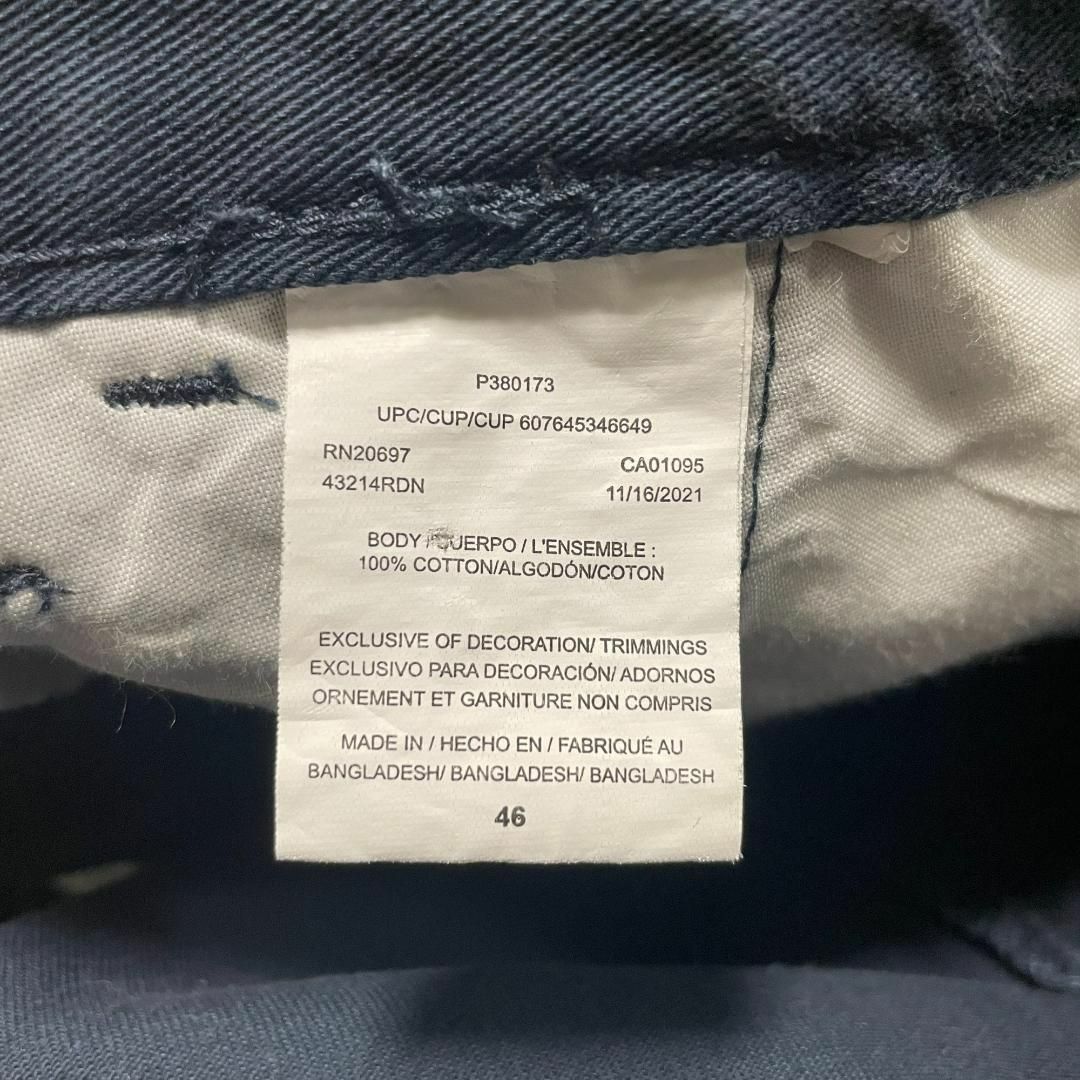 P380173
UPC/CUP/CUP 607645346649
RN20697 CA01095
43214RDN 11/16/2021
BODY / CUERPO / L'ENSEMBLE :
100% COTTON/ALGODÓN/COTON
EXCLUSIVE OF DECORATION/ TRIMMINGS
EXCLUSIVO PARA DECORACIÓN/ ADORNOS
ORNEMENT ET GARNITURE NON COMPRIS
MADE IN / HECHO EN / FABRIQUÉ AU
BANGLADESH/ BANGLADESH/ BANGLADESH
46